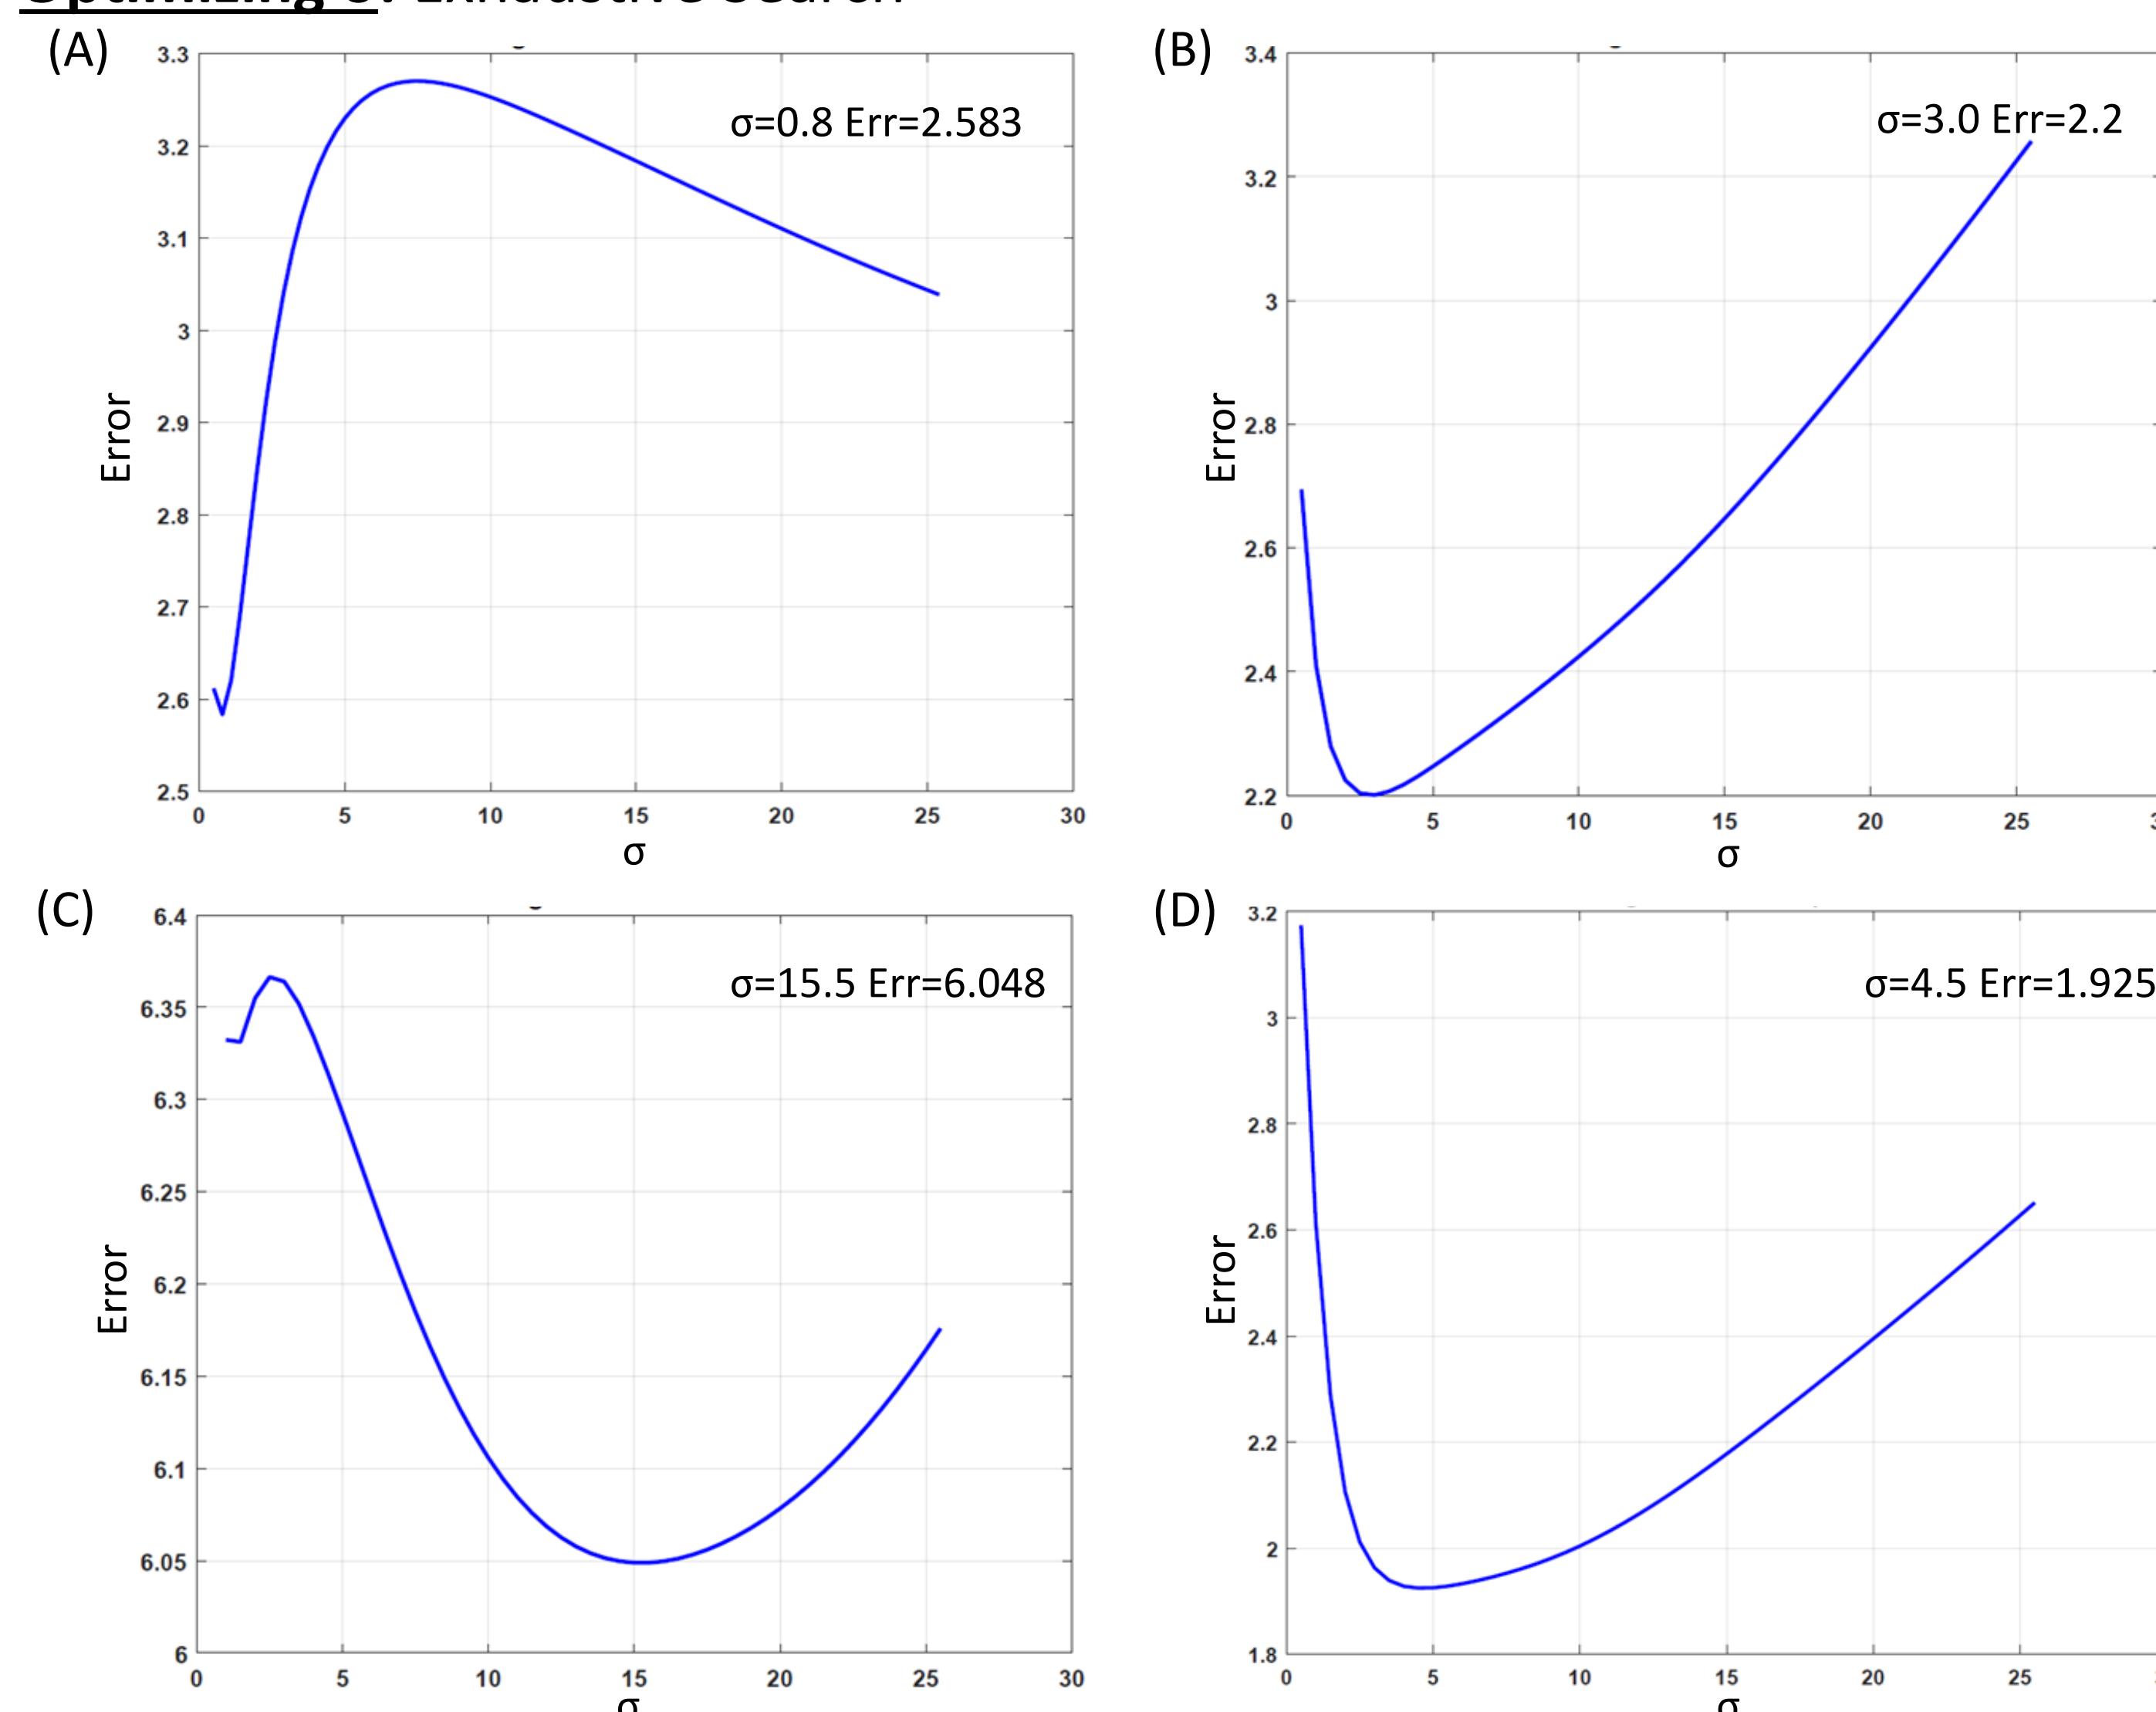 Optimizing σ: Exhaustive search
(A)
3.3
3.2
3.1
3
2.9
2.8
2.7
2.6
2.5
Error
σ=0.8 Err=2.583
0 5 10 15 20 25 30
σ
(B)
3.4
3.2
3
2.8
2.6
2.4
2.2
Error
σ=3.0 Err=2.2
0 5 10 15 20 25
σ
(C)
6.4
6.35
6.3
6.25
6.2
6.15
6.1
6.05
6
Error
σ=15.5 Err=6.048
0 5 10 15 20 25 30
σ
(D)
3.2
3
2.8
2.6
2.4
2.2
2
1.8
Error
σ=4.5 Err=1.925
0 5 10 15 20 25
σ